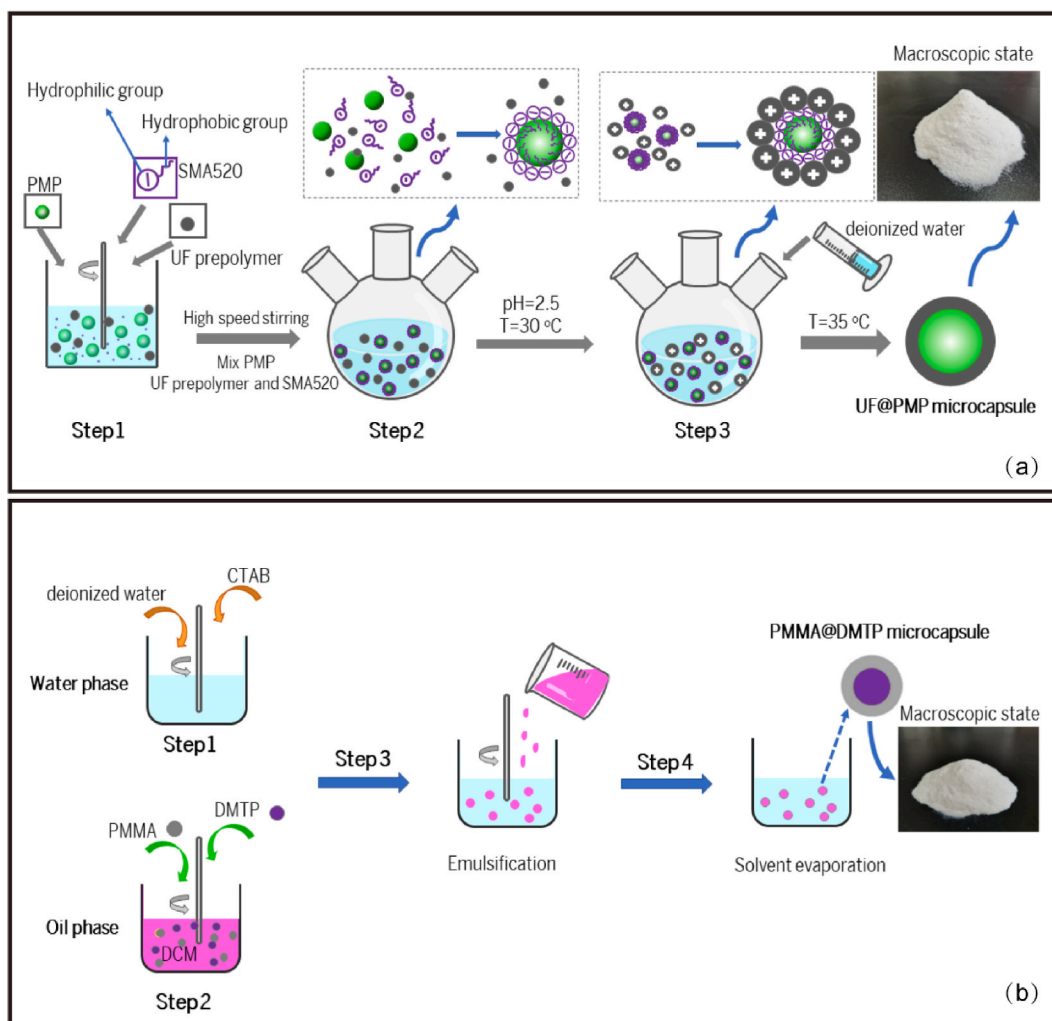 Macroscopic state
Hydrophilic group
Hydrophobic group
SMA520
PMP
UF prepolymer
deionized water
High speed stirring
Mix PMP
UF prepolymer and SMA520
pH=2.5
T=30 °C
T=35 °C
UF@PMP microcapsule
Step1
Step2
Step3
(a)
CTAB
deionized water
Water phase
Step1
PMMA@DMTP microcapsule
Macroscopic state
Step3
Step4
PMMA
DMTP
Emulsification
Solvent evaporation
Oil phase
DCM
Step2
(b)